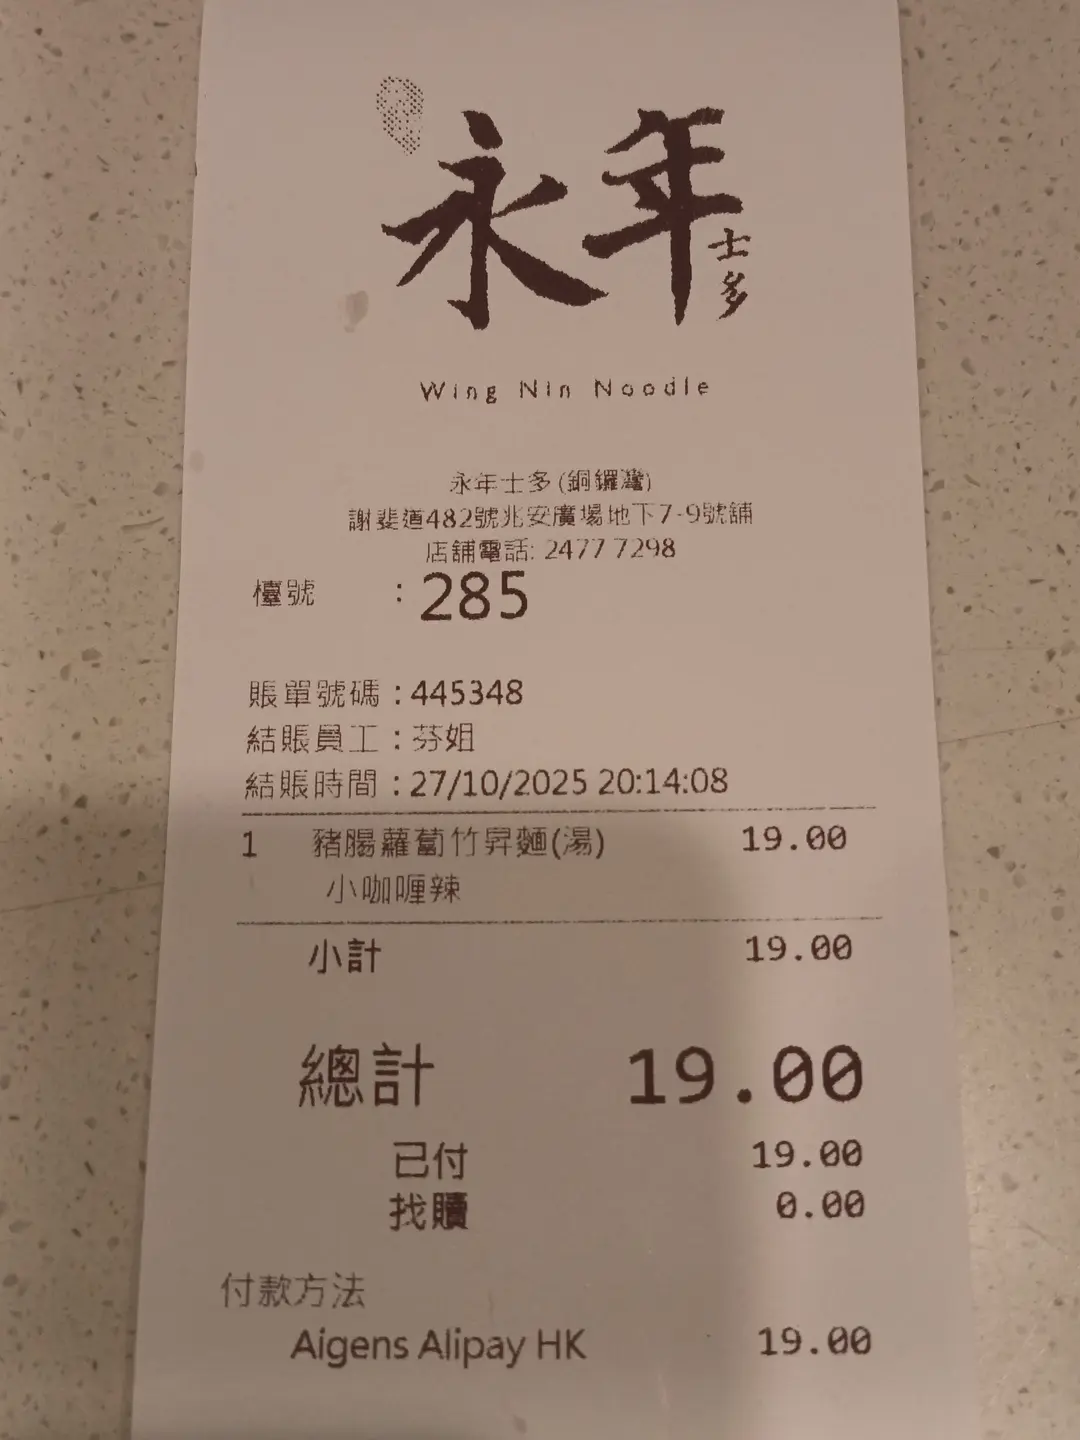 永年士多
Wing Nin Noodle
永年士多 (銅鑼灣)
謝斐道482號兆安廣場地下7-9號舖
店舖電話: 2477 7298
檯號 : 285
賬單號碼 : 445348
結賬員工 : 芬姐
結賬時間 : 27/10/2025 20:14:08
1 豬腸蘿蔔竹昇麵(湯) 19.00
小咖喱辣
小計 19.00
總計 19.00
已付 19.00
找贖 0.00
付款方法
Aigens Alipay HK 19.00